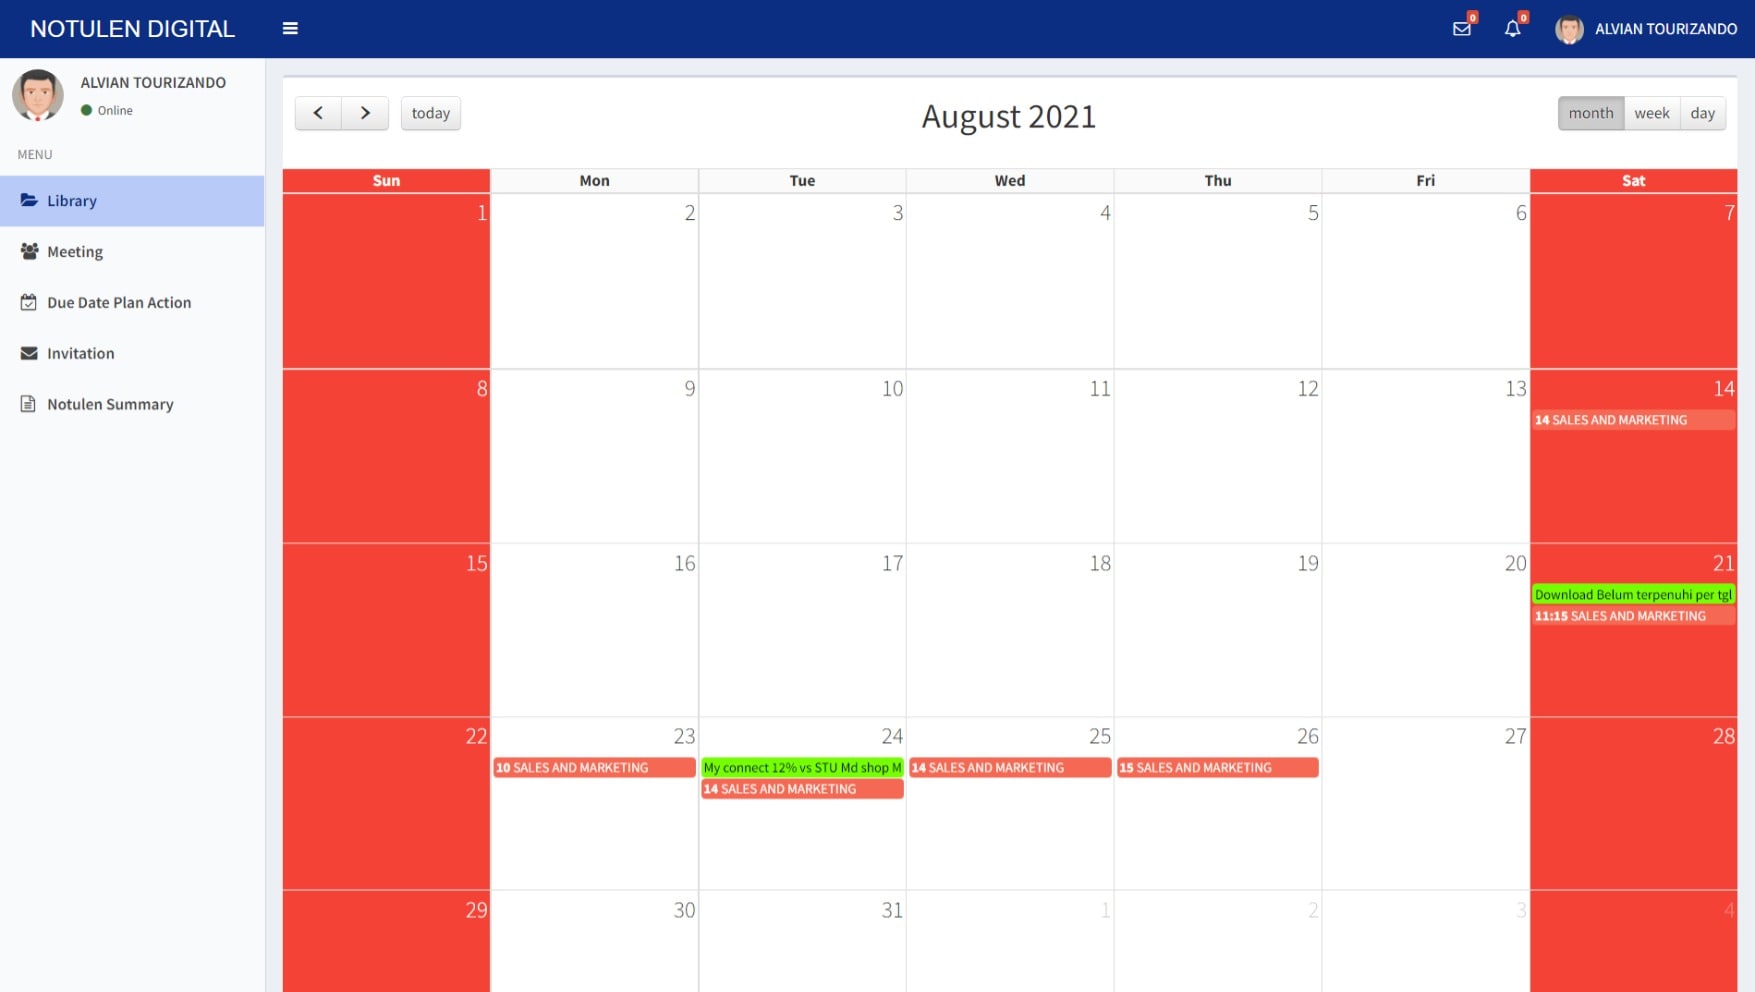 NOTULEN DIGITAL
0
0
ALVIAN TOURIZANDO
ALVIAN TOURIZANDO
Online
MENU
Library
Meeting
Due Date Plan Action
Invitation
Notulen Summary
today
August 2021
month week day
Sun Mon Tue Wed Thu Fri Sat
1 2 3 4 5 6 7
8 9 10 11 12 13 14
14 SALES AND MARKETING
15 16 17 18 19 20 21
Download Belum terpenuhi per tgl
11:15 SALES AND MARKETING
22 23 24 25 26 27 28
10 SALES AND MARKETING
My connect 12% vs STU Md shop M
14 SALES AND MARKETING
14 SALES AND MARKETING
15 SALES AND MARKETING
29 30 31 1 2 3 4